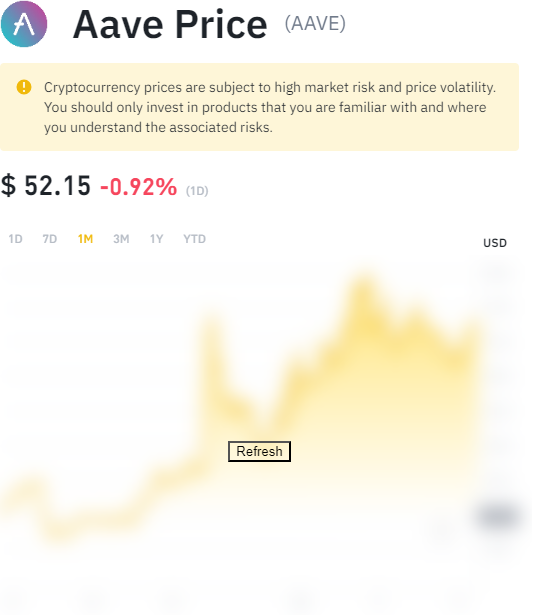 Aave Price (AAVE)
Cryptocurrency prices are subject to high market risk and price volatility.
You should only invest in products that you are familiar with and where
you understand the associated risks.
$ 52.15 -0.92% (1D)
1D 7D 1M 3M 1Y YTD
USD
Refresh